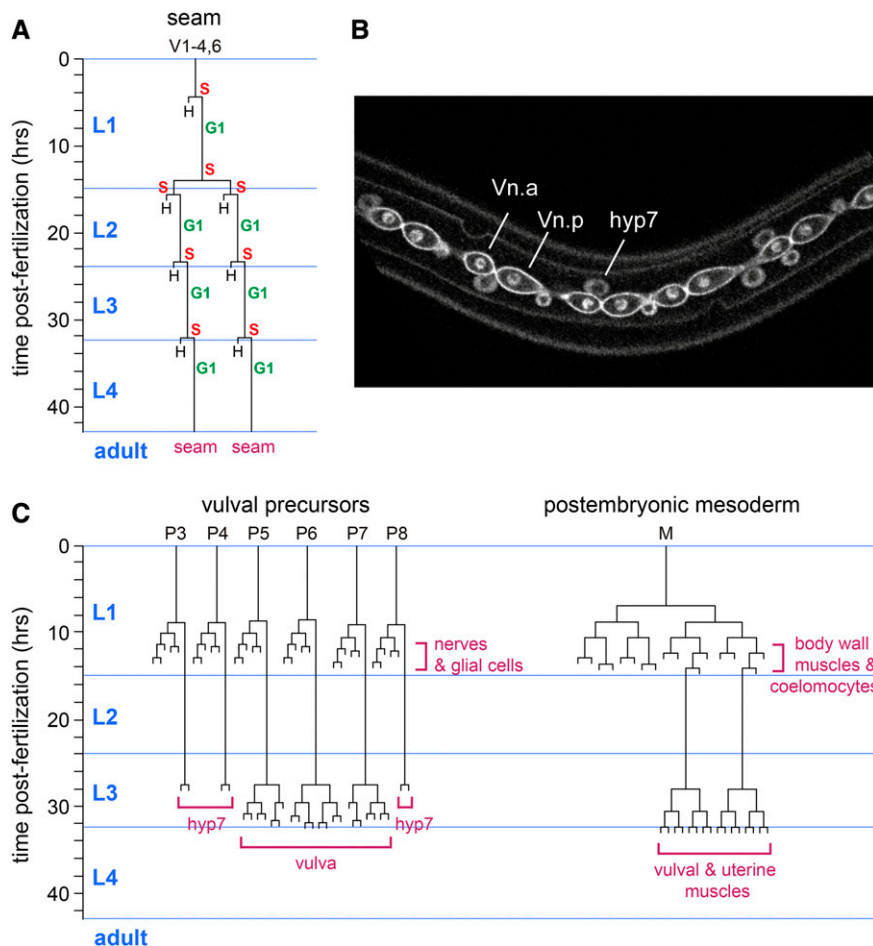 A
seam
V1-4,6
time post-fertilization (hrs)
0
10
20
30
40
L1
L2
L3
L4
adult
S
H
G1
S
S
S
H
H
G1
G1
S
S
H
H
G1
G1
S
S
H
H
G1
G1
seam
seam
B
Vn.a
Vn.p
hyp7
C
vulval precursors
postembryonic mesoderm
P3
P4
P5
P6
P7
P8
M
time post-fertilization (hrs)
0
10
20
30
40
L1
L2
L3
L4
adult
nerves
& glial cells
body wall
muscles &
coelomocytes
hyp7
hyp7
vulva
vulval & uterine
muscles